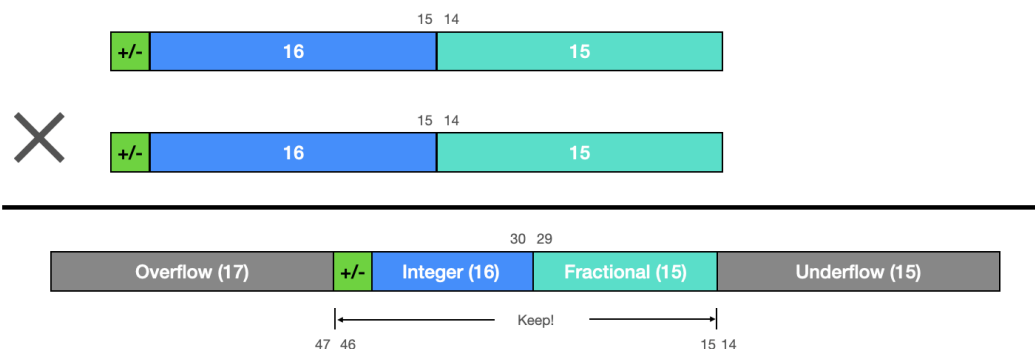 15 14
+/- 16 15
15 14
+/- 16 15
30 29
Overflow (17) +/- Integer (16) Fractional (15) Underflow (15)
Keep!
47 46 15 14